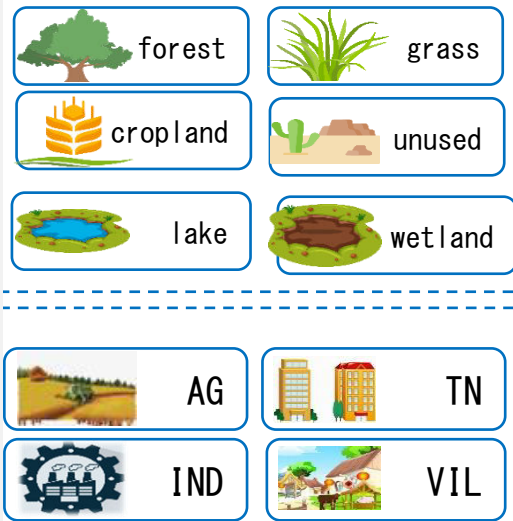 forest
grass
cropland
unused
lake
wetland
AG
TN
IND
VIL